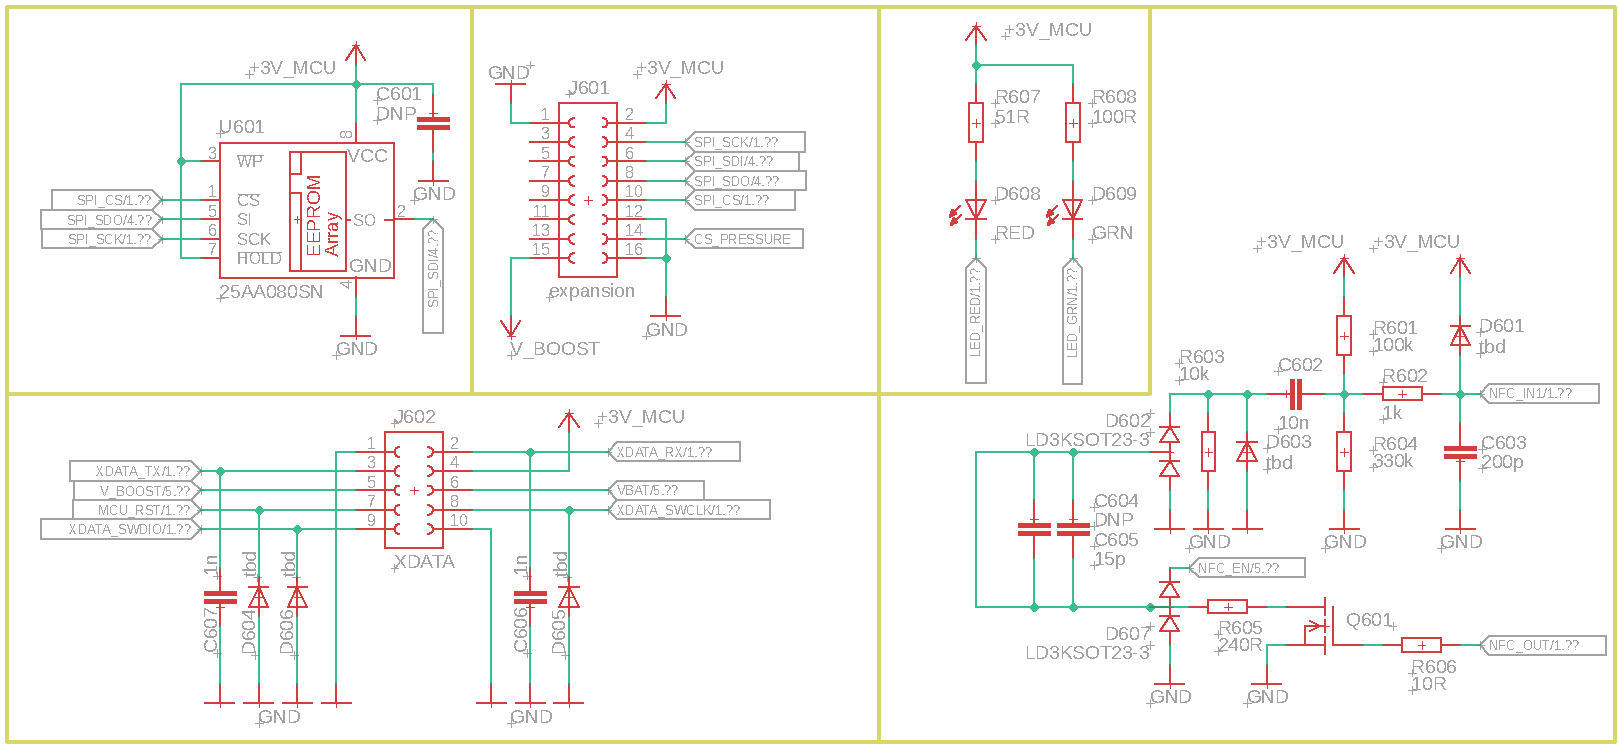 +3V_MCU
C601
DNP
U601
8
3
WP
VCC
1
CS
5
SI
6
SCK
7
HOLD
EEPROM
Array
SO
2
GND
4
25AA080SN
GND
GND
SPI_CS/1.??
SPI_SDO/4.??
SPI_SCK/1.??
SPI_SDI/4.??
GND
+3V_MCU
J601
1
2
3
4
5
6
7
8
9
10
11
12
13
14
15
16
SPI_SCK/1.??
SPI_SDI/4.??
SPI_SDO/4.??
SPI_CS/1.??
CS_PRESSURE
expansion
GND
V_BOOST
+3V_MCU
R607
51R
R608
100R
D608
RED
D609
GRN
LED_RED/1.??
LED_GRN/1.??
J602
+3V_MCU
1
2
3
4
5
6
7
8
9
10
XDATA_TX/1.??
V_BOOST/5.??
MCU_RST/1.??
XDATA_SWDIO/1.??
XDATA_RX/1.??
VBAT/5.??
XDATA_SWCLK/1.??
XDATA
1n
C607
tbd
D604
tbd
D606
1n
C606
tbd
D605
GND
GND
+3V_MCU
+3V_MCU
R601
100k
D601
tbd
R603
10k
C602
10n
R602
1k
NFC_IN1/1.??
D602
LD3KSOT23-3
D603
tbd
R604
330k
C603
200p
C604
DNP
C605
15p
GND
GND
GND
NFC_EN/5.??
D607
LD3KSOT23-3
R605
240R
Q601
R606
10R
NFC_OUT/1.??
GND
GND